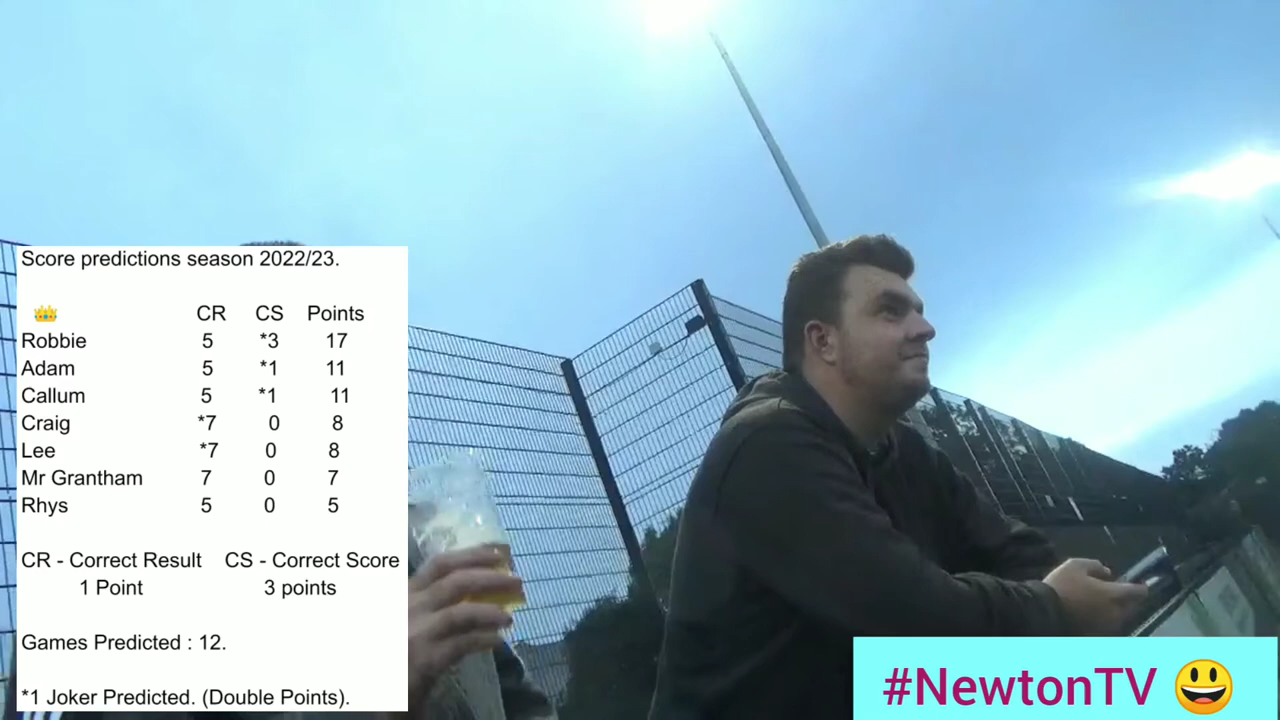 Score predictions season 2022/23.
👑 CR CS Points
Robbie 5 *3 17
Adam 5 *1 11
Callum 5 *1 11
Craig *7 0 8
Lee *7 0 8
Mr Grantham 7 0 7
Rhys 5 0 5
CR - Correct Result CS - Correct Score
1 Point 3 points
Games Predicted : 12.
*1 Joker Predicted. (Double Points).
#NewtonTV 😃